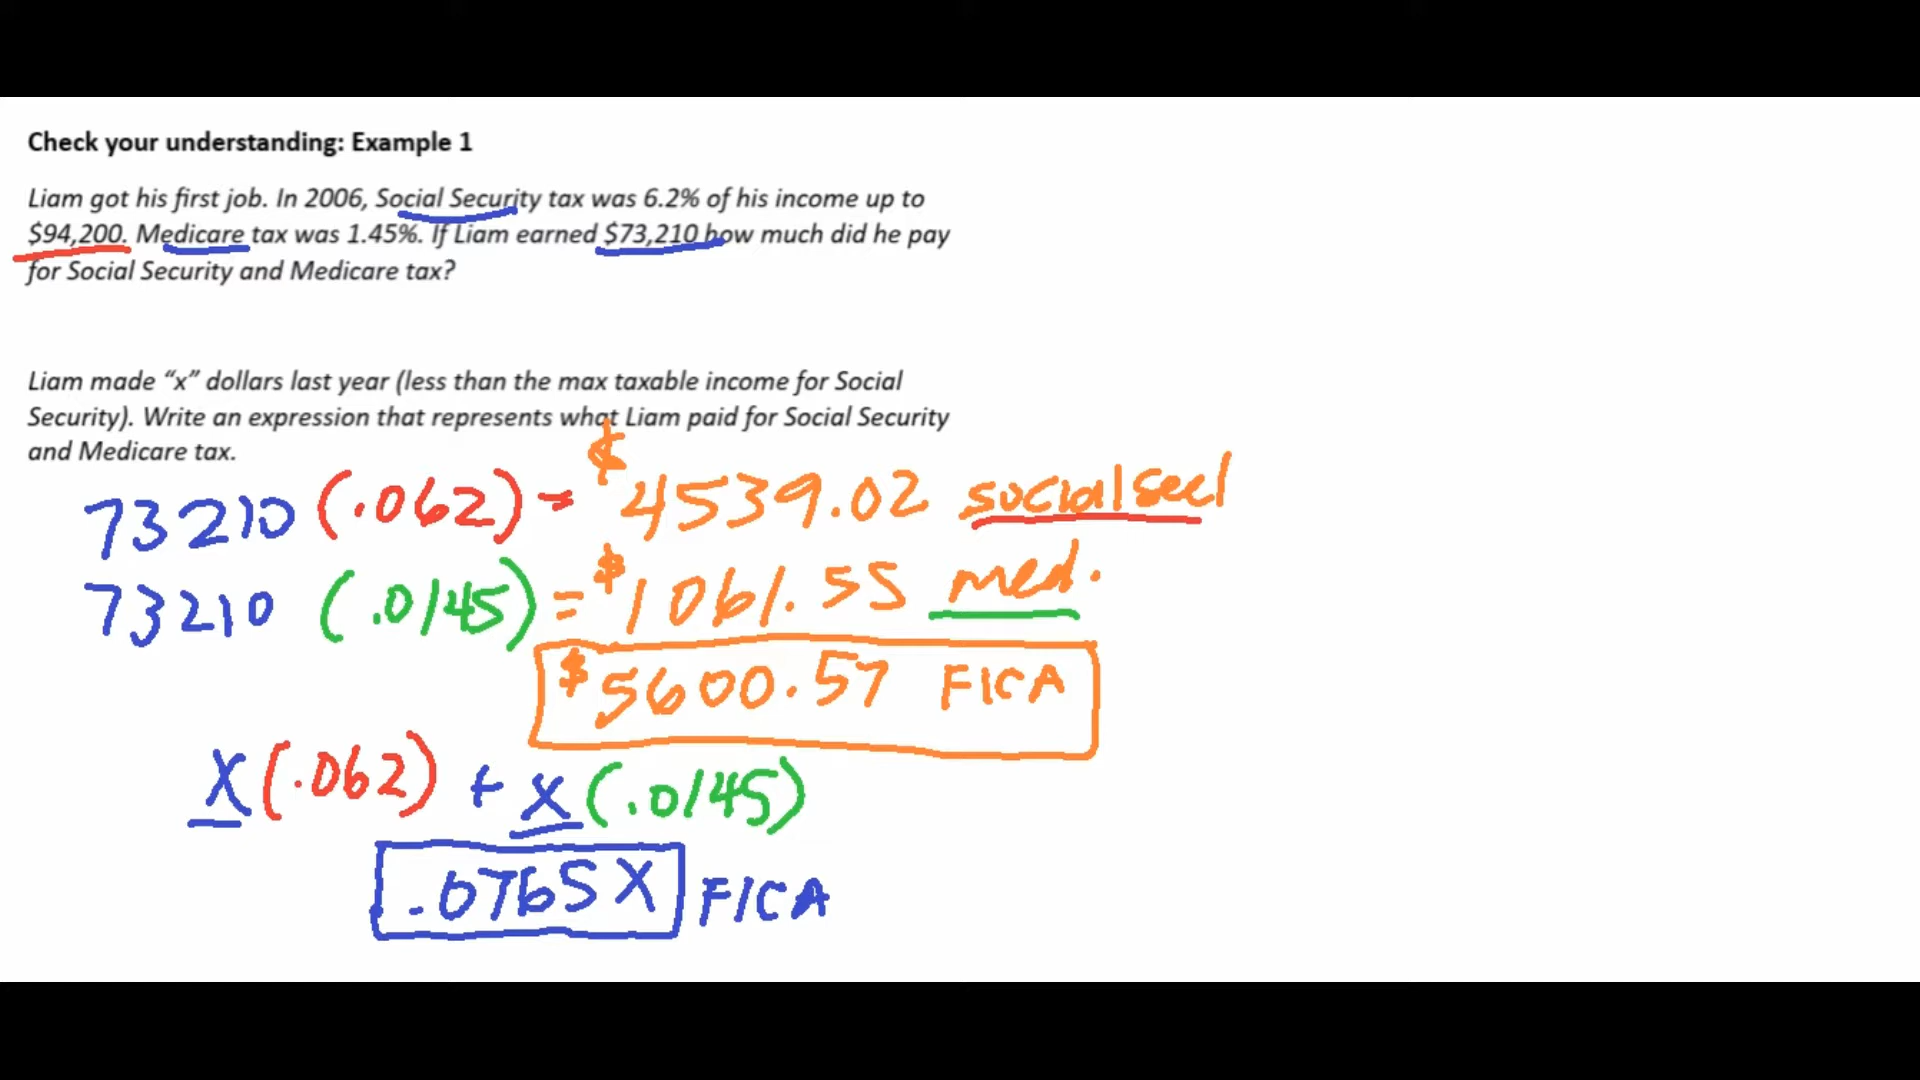 Check your understanding: Example 1
Liam got his first job. In 2006, Social Security tax was 6.2% of his income up to
$94,200. Medicare tax was 1.45%. If Liam earned $73,210 how much did he pay
for Social Security and Medicare tax?
Liam made “x” dollars last year (less than the max taxable income for Social
Security). Write an expression that represents what Liam paid for Social Security
and Medicare tax.
73210 (.062) = $4539.02 social sec
73210 (.0145) = $1061.55 med.
$5600.57 FICA
X(.062) + X(.0145)
.0765X FICA